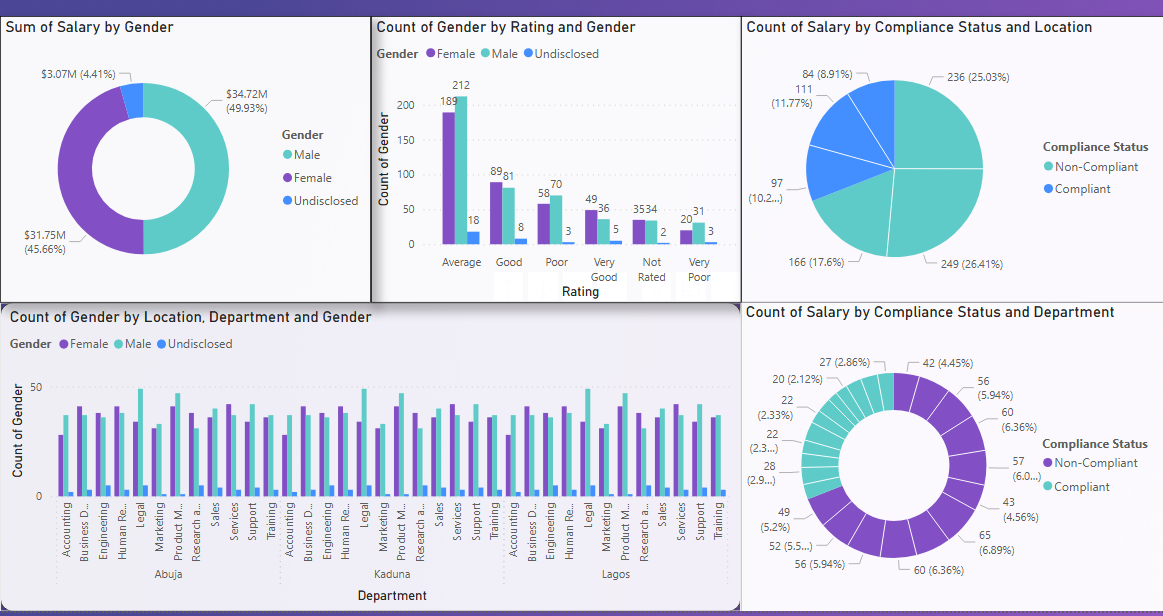 Sum of Salary by Gender
$3.07M (4.41%)
$34.72M
(49.93%)
$31.75M
(45.66%)
Gender
Male
Female
Undisclosed
Count of Gender by Rating and Gender
Gender Female Male Undisclosed
Count of Gender
200
150
100
50
0
189 212 18
89 81 8
58 70 3
49 36 5
35 34 2
20 31 3
Average
Good
Poor
Very
Good
Not
Rated
Very
Poor
Rating
Count of Salary by Compliance Status and Location
84 (8.91%)
111
(11.77%)
97
(10.2...)
166 (17.6%)
236 (25.03%)
249 (26.41%)
Compliance Status
Non-Compliant
Compliant
Count of Gender by Location, Department and Gender
Gender Female Male Undisclosed
Count of Gender
50
0
Accounting
Business D...
Engineering
Human Re...
Legal
Marketing
Product M...
Research a...
Sales
Services
Support
Training
Accounting
Business D...
Engineering
Human Re...
Legal
Marketing
Product M...
Research a...
Sales
Services
Support
Training
Accounting
Business D...
Engineering
Human Re...
Legal
Marketing
Product M...
Research a...
Sales
Services
Support
Training
Abuja
Kaduna
Lagos
Department
Count of Salary by Compliance Status and Department
27 (2.86%)
20 (2.12%)
22
(2.33%)
22
(2.3...)
28
(2.9...)
49
(5.2%)
52 (5.5...)
56 (5.94%)
42 (4.45%)
56
(5.94%)
60
(6.36%)
57
(6.0...)
43
(4.56%)
65
(6.89%)
60 (6.36%)
Compliance Status
Non-Compliant
Compliant